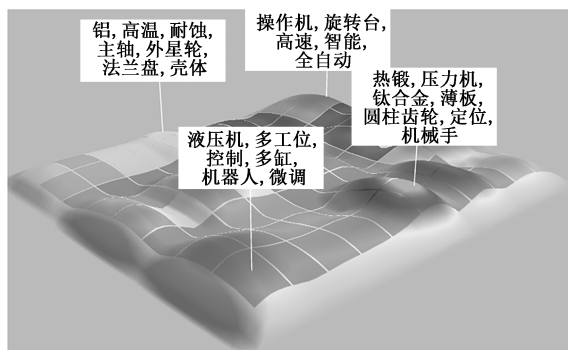 铝, 高温, 耐蚀,
主轴, 外星轮,
法兰盘, 壳体
操作机, 旋转台,
高速, 智能,
全自动
热锻, 压力机,
钛合金, 薄板,
圆柱齿轮, 定位,
机械手
液压机, 多工位,
控制, 多缸,
机器人, 微调